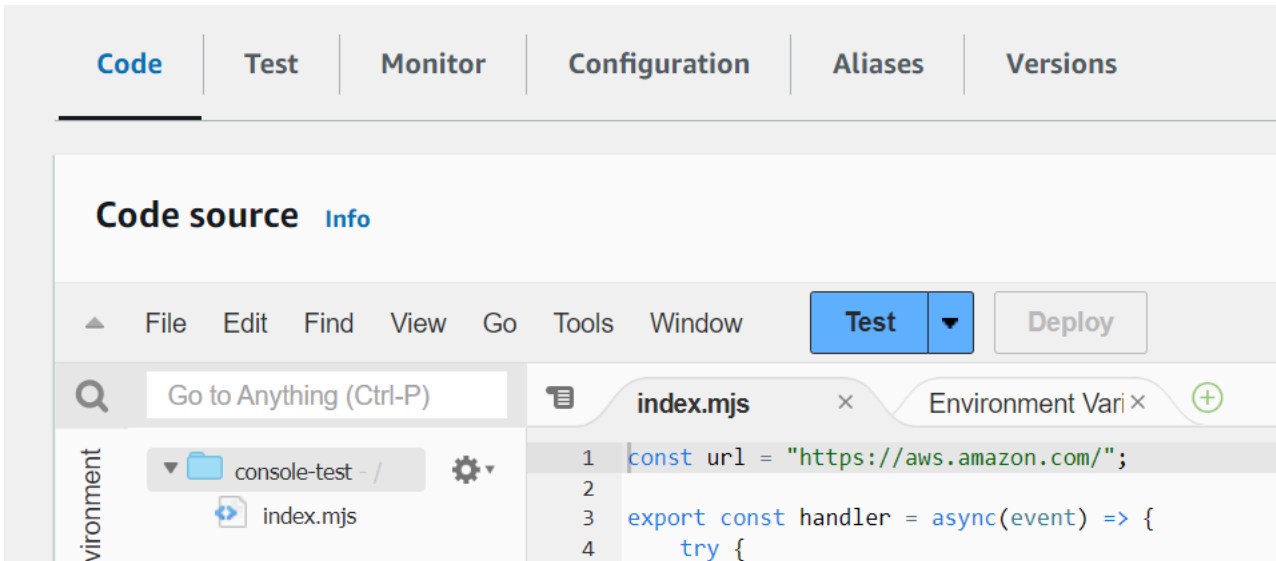 Code Test Monitor Configuration Aliases Versions
Code source Info
File Edit Find View Go Tools Window Test Deploy
Go to Anything (Ctrl-P) index.mjs × Environment Vari ×
console-test - /
index.mjs
1 const url = "https://aws.amazon.com/";
2
3 export const handler = async(event) => {
4 try {
vironment